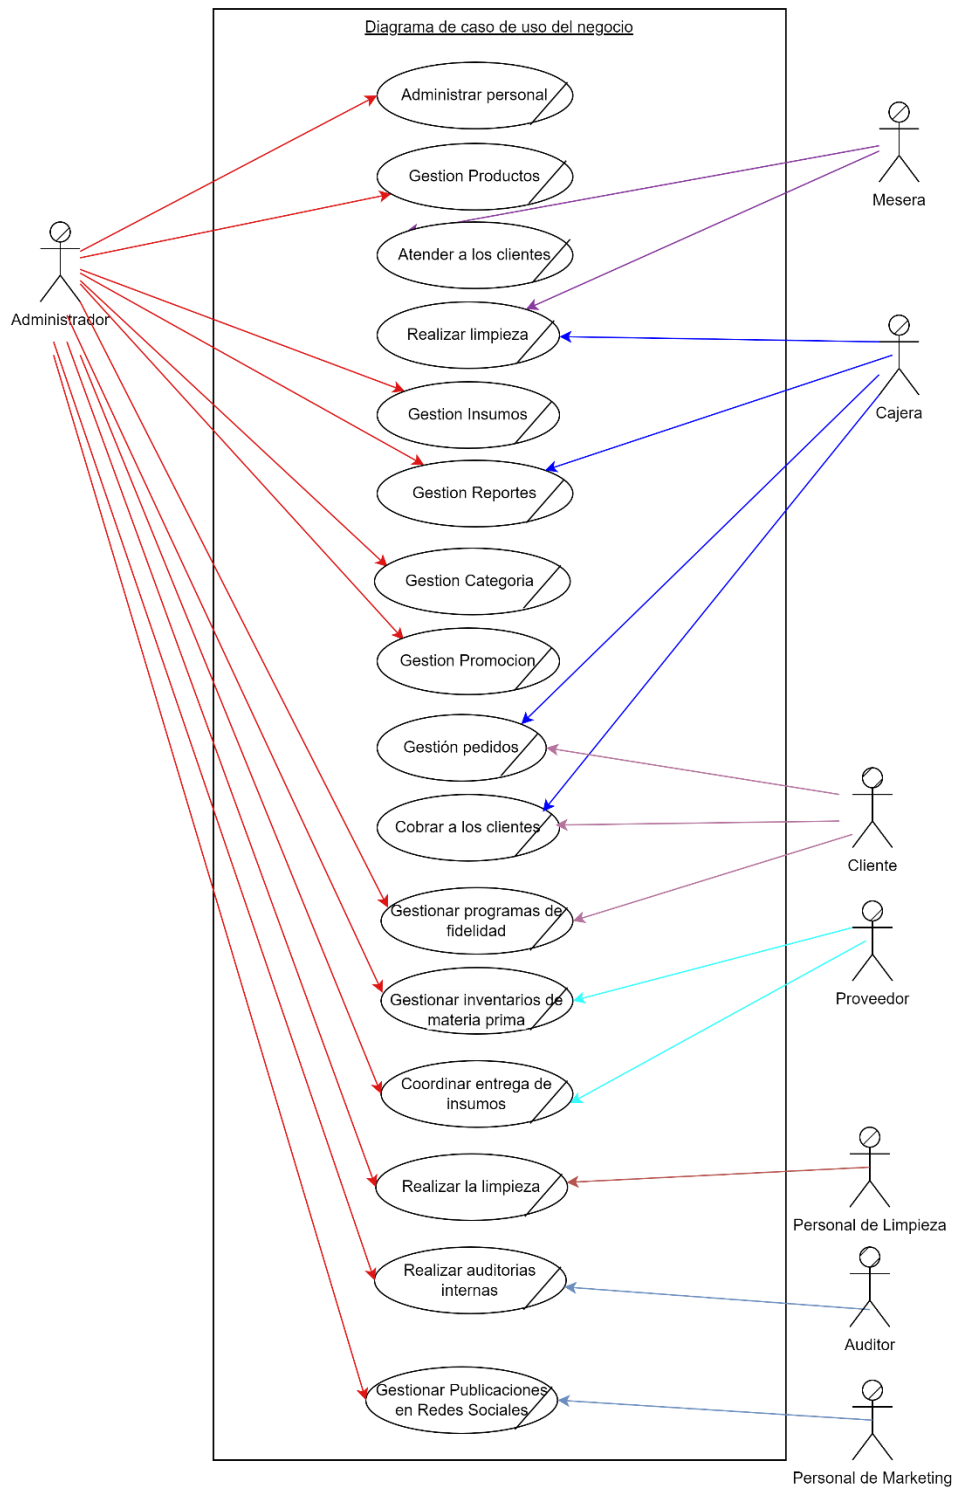 Diagrama de caso de uso del negocio
Administrar personal
Mesera
Gestion Productos
Atender a los clientes
Administrador
Realizar limpieza
Cajera
Gestion Insumos
Gestion Reportes
Gestion Categoria
Gestion Promocion
Gestión pedidos
Cobrar a los clientes
Cliente
Gestionar programas de
fidelidad
Gestionar inventarios de
materia prima
Proveedor
Coordinar entrega de
insumos
Realizar la limpieza
Personal de Limpieza
Realizar auditorias
internas
Auditor
Gestionar Publicaciones
en Redes Sociales
Personal de Marketing